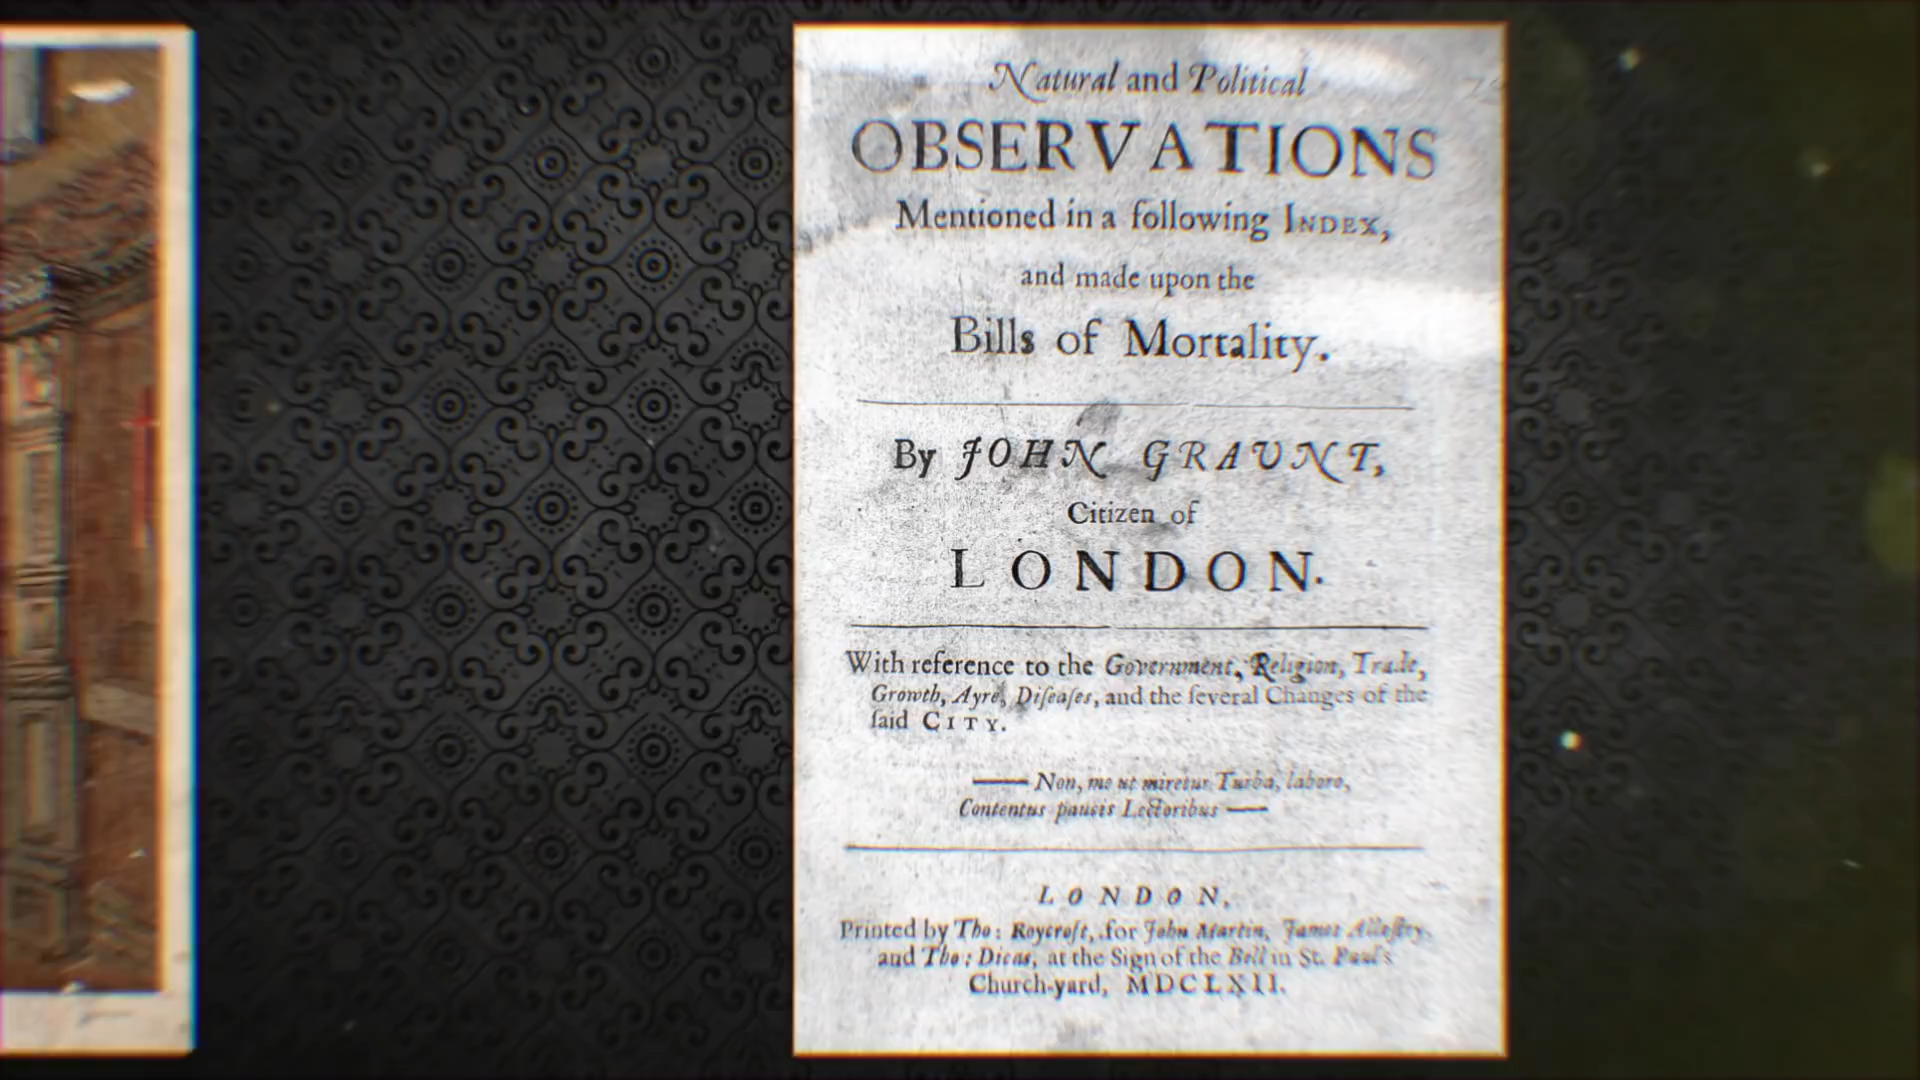 Natural and Political
OBSERVATIONS
Mentioned in a following INDEX,
and made upon the
Bills of Mortality.
By JOHN GRAUNT,
Citizen of
LONDON.
With reference to the Government, Religion, Trade,
Growth, Ayre, Diſeaſes, and the ſeveral Changes of the
ſaid CITY.
—— Non, me ut miretur Turba, laboro,
Contentus paucis Lectoribus ——
LONDON,
Printed by Tho: Roycroft, for John Martin, James Alleſtry,
and Tho: Dicas, at the Sign of the Bell in St. Paul's
Church-yard, MDCLXII.